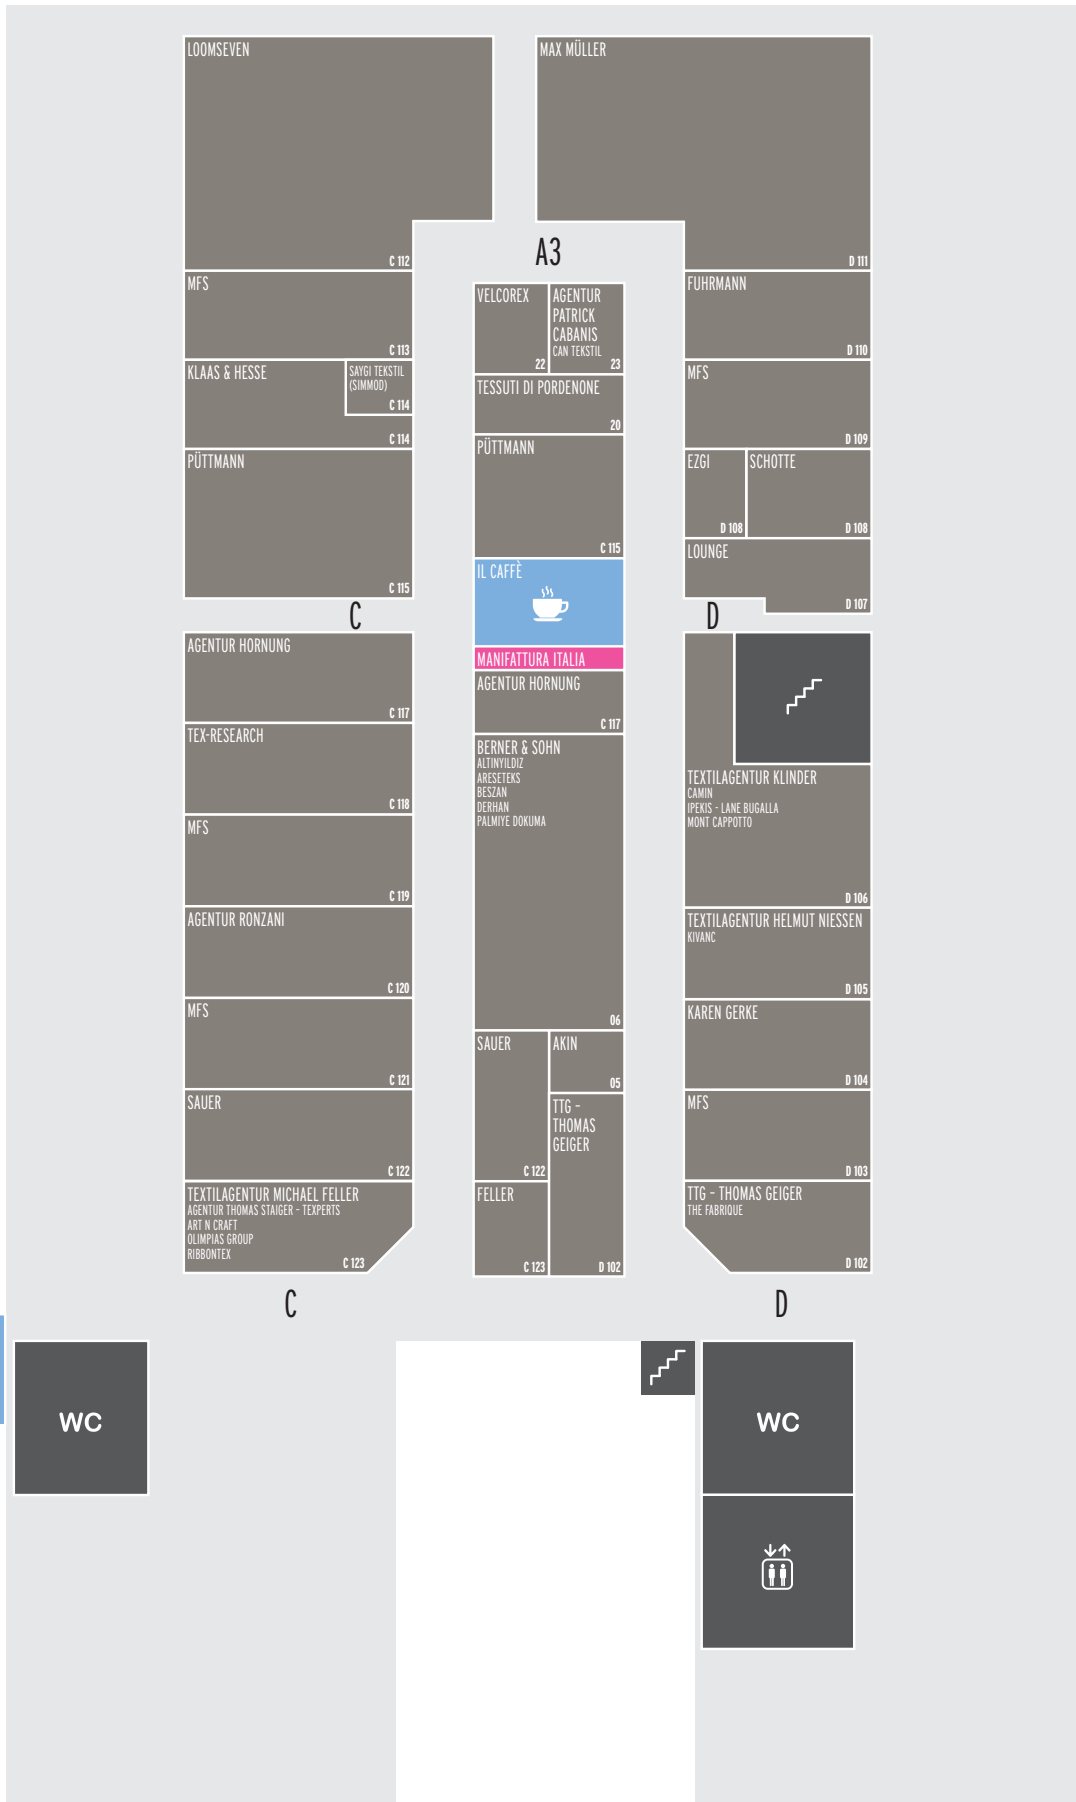 LOOMSEVEN
C 112
MFS
C 113
KLAAS & HESSE
SAYGI TEKSTIL
(SIMMOD)
C 114
C 114
PÜTTMANN
C 115
C
AGENTUR HORNUNG
C 117
TEX-RESEARCH
C 118
MFS
C 119
AGENTUR RONZANI
C 120
MFS
C 121
SAUER
C 122
TEXTILAGENTUR MICHAEL FELLER
AGENTUR THOMAS STAIGER – TEXPERTS
ART N CRAFT
OLIMPIAS GROUP
RIBBONTEX
C 123
C
WC
A3
VELCOREX
22
AGENTUR
PATRICK
CABANIS
CAN TEKSTIL
23
TESSUTI DI PORDENONE
20
PÜTTMANN
C 115
IL CAFFÈ
MANIFATTURA ITALIA
AGENTUR HORNUNG
C 117
BERNER & SOHN
ALTINYILDIZ
ARESETEKS
BESZAN
DERHAN
PALMIYE DOKUMA
06
SAUER
C 122
AKIN
05
TTG –
THOMAS
GEIGER
D 102
FELLER
C 123
MAX MÜLLER
D 111
FUHRMANN
D 110
MFS
D 109
EZGI
D 108
SCHOTTE
D 108
LOUNGE
D 107
D
TEXTILAGENTUR KLINDER
CAMIN
IPEKIS – LANE BUGALLA
MONT CAPPOTTO
D 106
TEXTILAGENTUR HELMUT NIESSEN
KIVANC
D 105
KAREN GERKE
D 104
MFS
D 103
TTG – THOMAS GEIGER
THE FABRIQUE
D 102
D
WC